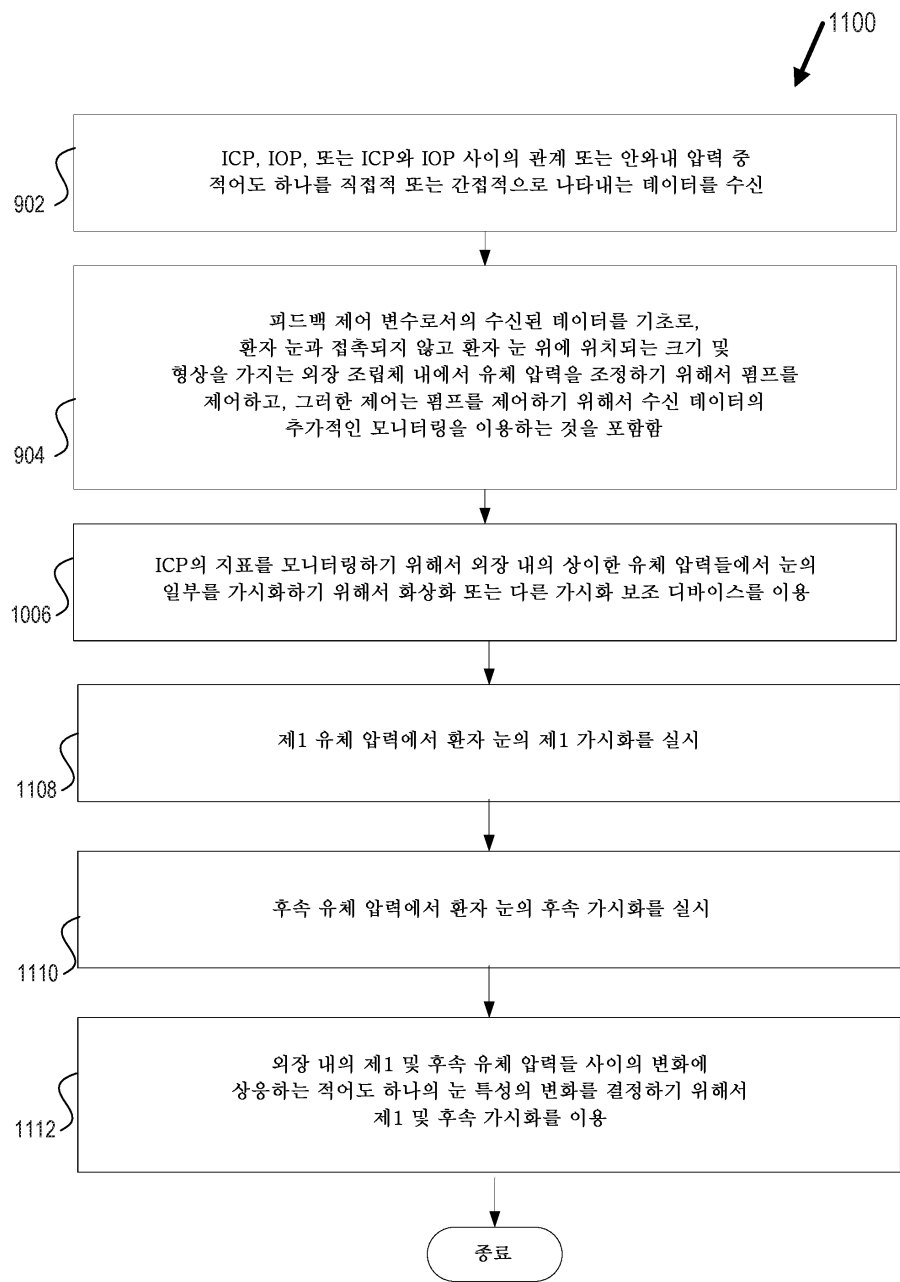 1100
ICP, IOP, 또는 ICP와 IOP 사이의 관계 또는 안와내 압력 중
적어도 하나를 직접적 또는 간접적으로 나타내는 데이터를 수신
902
피드백 제어 변수로서의 수신된 데이터를 기초로,
환자 눈과 접촉되지 않고 환자 눈 위에 위치되는 크기 및
형상을 가지는 외장 조립체 내에서 유체 압력을 조정하기 위해서 펌프를
제어하고, 그러한 제어는 펌프를 제어하기 위해서 수신 데이터의
추가적인 모니터링을 이용하는 것을 포함함
904
ICP의 지표를 모니터링하기 위해서 외장 내의 상이한 유체 압력들에서 눈의
일부를 가시화하기 위해서 화상화 또는 다른 가시화 보조 디바이스를 이용
1006
제1 유체 압력에서 환자 눈의 제1 가시화를 실시
1108
후속 유체 압력에서 환자 눈의 후속 가시화를 실시
1110
외장 내의 제1 및 후속 유체 압력들 사이의 변화에
상응하는 적어도 하나의 눈 특성의 변화를 결정하기 위해서
제1 및 후속 가시화를 이용
1112
종료